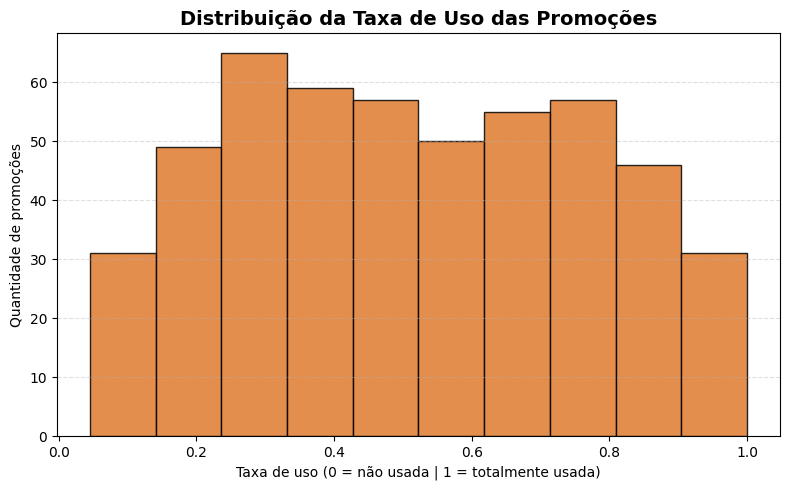 Distribuição da Taxa de Uso das Promoções
Quantidade de promoções
60
50
40
30
20
10
0
0.0 0.2 0.4 0.6 0.8 1.0
Taxa de uso (0 = não usada | 1 = totalmente usada)